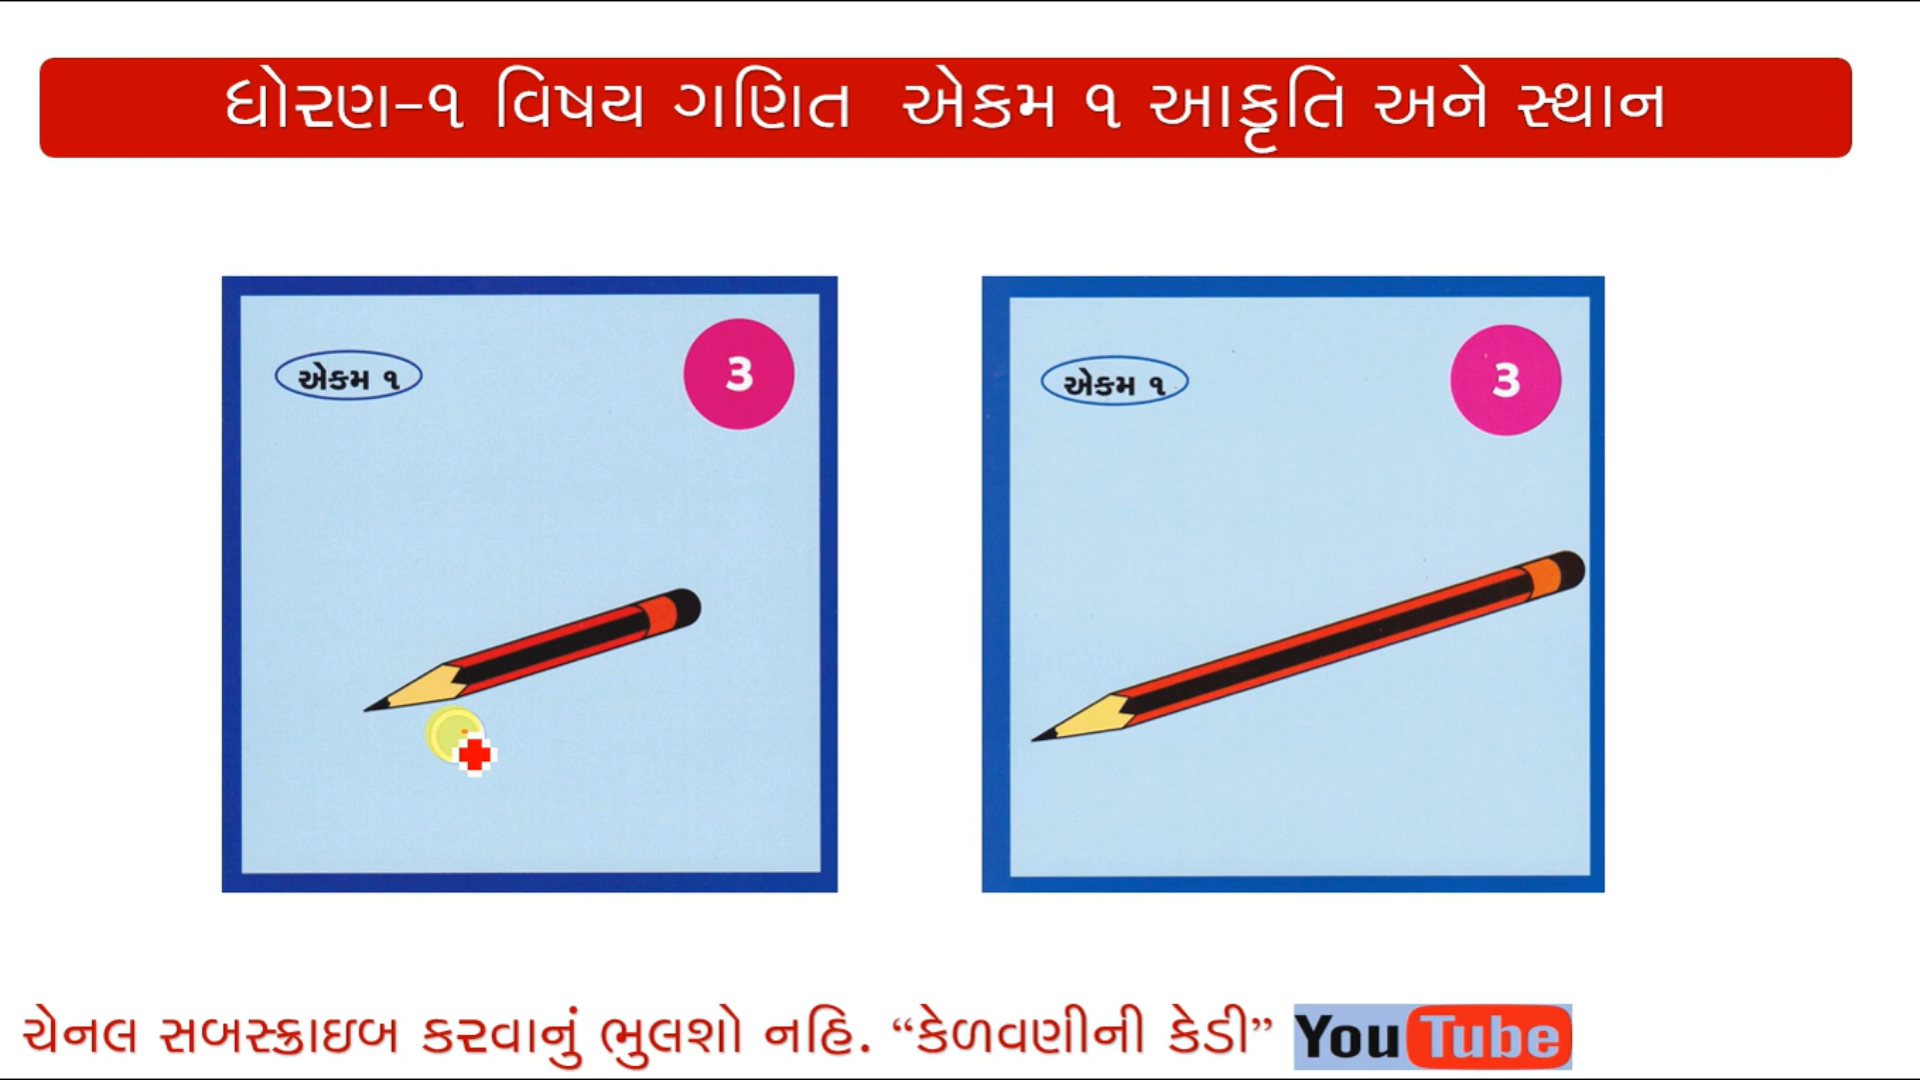 ધોરણ-૧ વિષય ગણિત એકમ ૧ આકૃતિ અને સ્થાન
એકમ ૧
3
એકમ ૧
3
ચેનલ સબસ્ક્રાઇબ કરવાનું ભુલશો નહિ. “કેળવણીની કેડી” YouTube